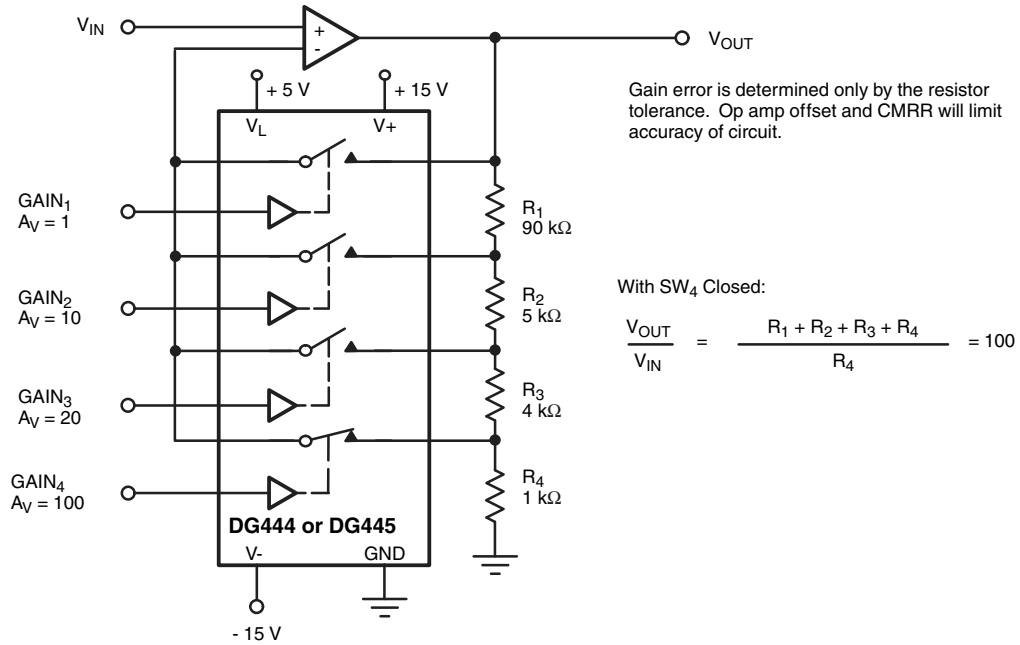 V_IN
+
-
V_OUT
+ 5 V
+ 15 V
Gain error is determined only by the resistor
tolerance. Op amp offset and CMRR will limit
accuracy of circuit.
V_L
V+
GAIN_1
A_V = 1
R_1
90 kΩ
GAIN_2
A_V = 10
R_2
5 kΩ
With SW_4 Closed:
V_OUT
V_IN
=
R_1 + R_2 + R_3 + R_4
R_4
= 100
GAIN_3
A_V = 20
R_3
4 kΩ
GAIN_4
A_V = 100
R_4
1 kΩ
DG444 or DG445
V-
GND
- 15 V